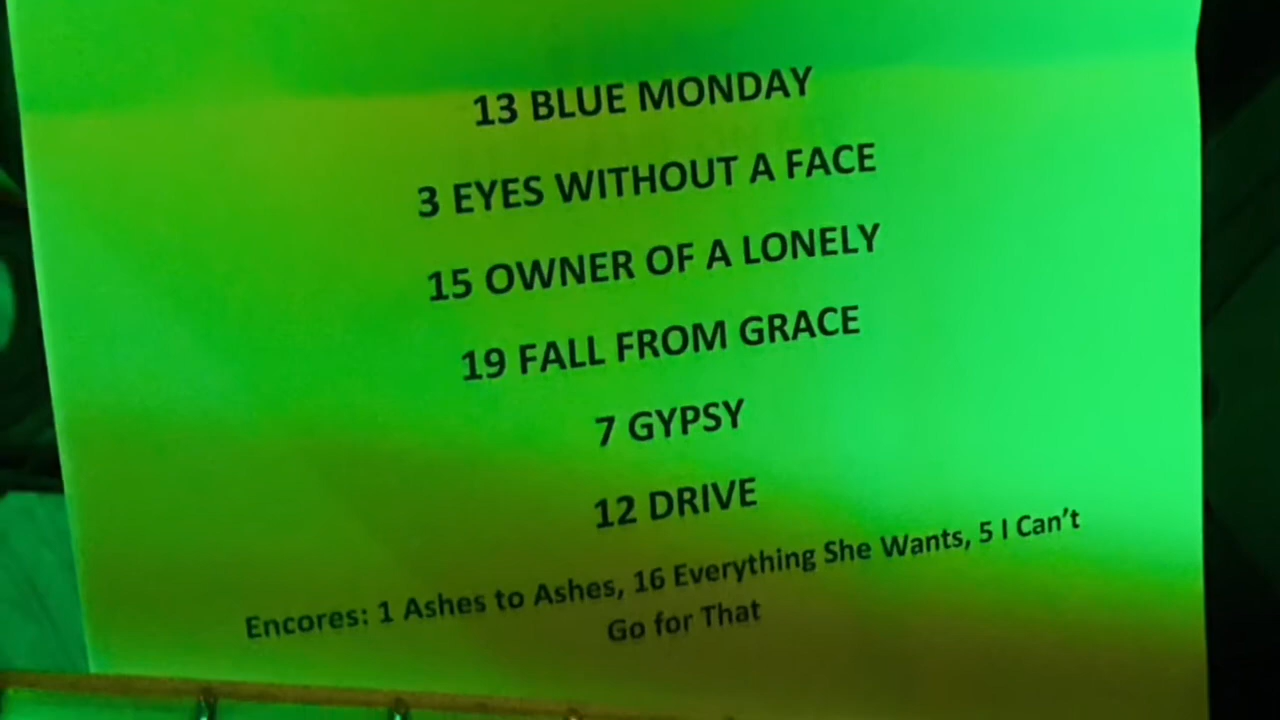 13 BLUE MONDAY
3 EYES WITHOUT A FACE
15 OWNER OF A LONELY
19 FALL FROM GRACE
7 GYPSY
12 DRIVE
Encores: 1 Ashes to Ashes, 16 Everything She Wants, 5 I Can't
Go for That